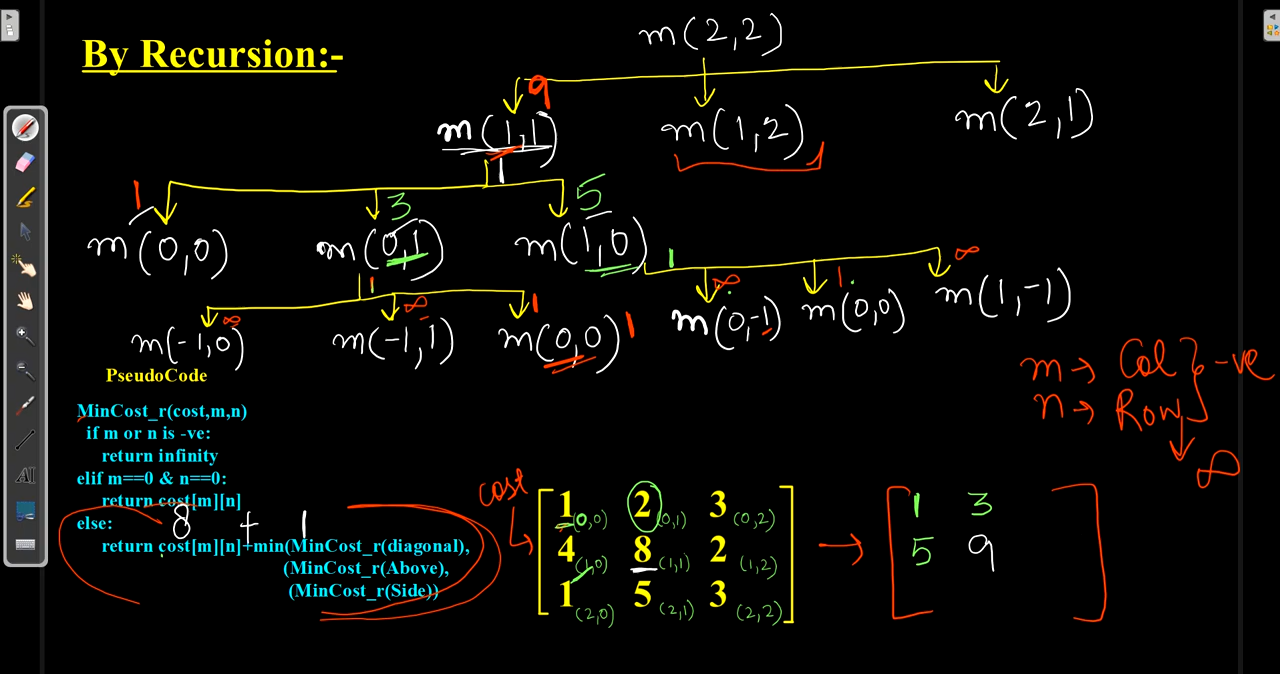 By Recursion:-
m(2,2)
9
m(1,1) m(1,2) m(2,1)
1
1 3 5
m(0,0) m(0,1) m(1,0)
1 1
∞ ∞ 1 ∞ 1 ∞
m(-1,0) m(-1,1) m(0,0) 1 m(0,-1) m(0,0) m(1,-1)
PseudoCode
MinCost_r(cost,m,n)
if m or n is -ve:
return infinity
elif m==0 & n==0:
return cost[m][n]
else:
8 + 1
return cost[m][n]+min(MinCost_r(diagonal),
(MinCost_r(Above),
(MinCost_r(Side))
m → Col } -ve
n → Row
∞
cost
1 (0,0) 2 (0,1) 3 (0,2)
4 (1,0) 8 (1,1) 2 (1,2)
1 (2,0) 5 (2,1) 3 (2,2)
1 3
5 9
AI